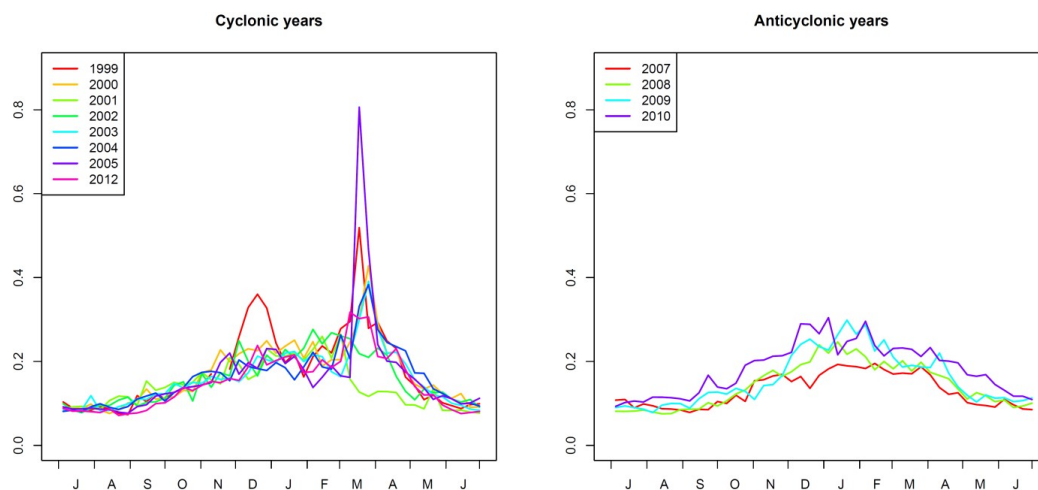 Cyclonic years
0.0 0.2 0.4 0.6 0.8
1999
2000
2001
2002
2003
2004
2005
2012
J A S O N D J F M A M J
Anticyclonic years
0.0 0.2 0.4 0.6 0.8
2007
2008
2009
2010
J A S O N D J F M A M J